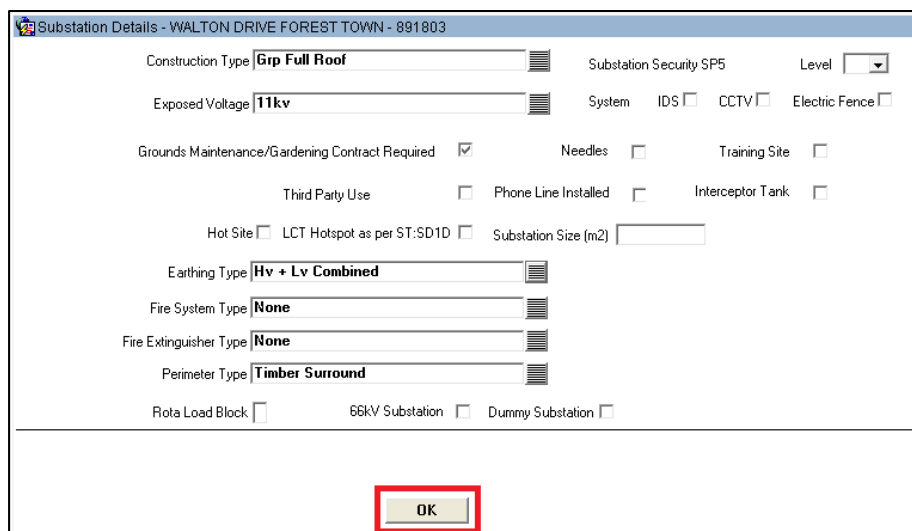 Substation Details - WALTON DRIVE FOREST TOWN - 891803
Construction Type Grp Full Roof Substation Security SP5 Level
Exposed Voltage 11kv System IDS CCTV Electric Fence
Grounds Maintenance/Gardening Contract Required Needles Training Site
Third Party Use Phone Line Installed Interceptor Tank
Hot Site LCT Hotspot as per ST:SD1D Substation Size (m2)
Earthing Type Hv + Lv Combined
Fire System Type None
Fire Extinguisher Type None
Perimeter Type Timber Surround
Rota Load Block 66kV Substation Dummy Substation
OK